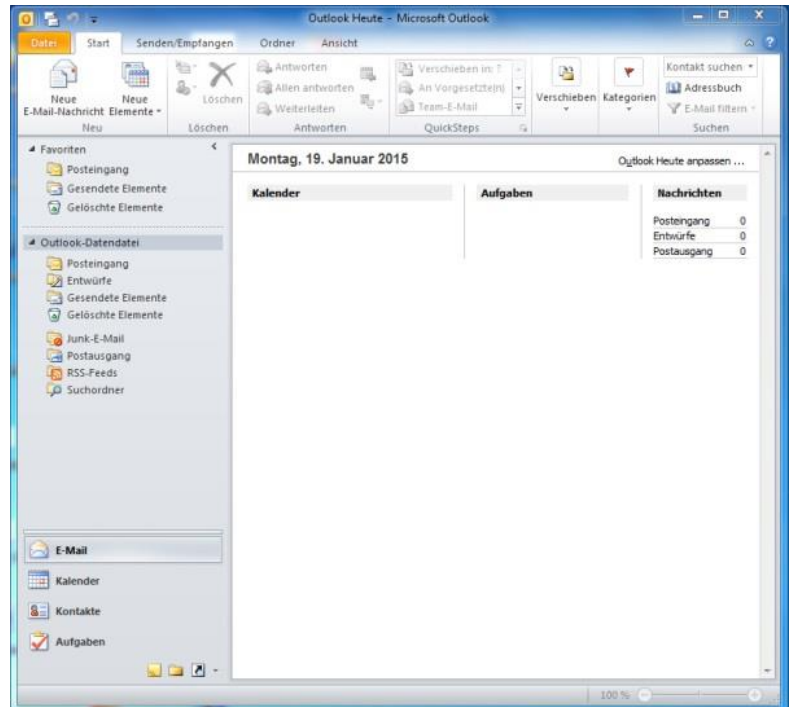 Outlook Heute - Microsoft Outlook
Datei Start Senden/Empfangen Ordner Ansicht
Neue E-Mail-Nachricht
Neue Elemente
Neu
Löschen
Löschen
Antworten
Allen antworten
Weiterleiten
Antworten
Verschieben in: ?
An Vorgesetzte(n)
Team-E-Mail
QuickSteps
Verschieben
Kategorien
Kontakt suchen
Adressbuch
E-Mail filtern
Suchen
Favoriten
Posteingang
Gesendete Elemente
Gelöschte Elemente
Outlook-Datendatei
Posteingang
Entwürfe
Gesendete Elemente
Gelöschte Elemente
Junk-E-Mail
Postausgang
RSS-Feeds
Suchordner
E-Mail
Kalender
Kontakte
Aufgaben
Montag, 19. Januar 2015
Outlook Heute anpassen ...
Kalender
Aufgaben
Nachrichten
Posteingang 0
Entwürfe 0
Postausgang 0
100 %